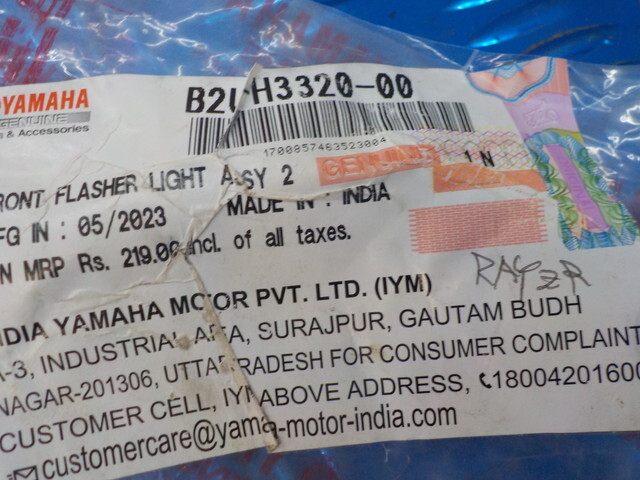 YAMAHA
GENUINE
& Accessories
H3320-00
1700857463523004
GENUINE
1 N
RONT FLASHER LIGHT ASSY 2
FG IN : 05/2023
MADE IN : INDIA
N MRP Rs. 219.00 Incl. of all taxes.
RAYZR
NDIA YAMAHA MOTOR PVT. LTD. (IYM)
A-3, INDUSTRIAL AREA, SURAJPUR, GAUTAM BUDH
NAGAR-201306, UTTAR PRADESH FOR CONSUMER COMPLAINT
CUSTOMER CELL, IYM ABOVE ADDRESS, 18004201600
customercare@yamaha-motor-india.com